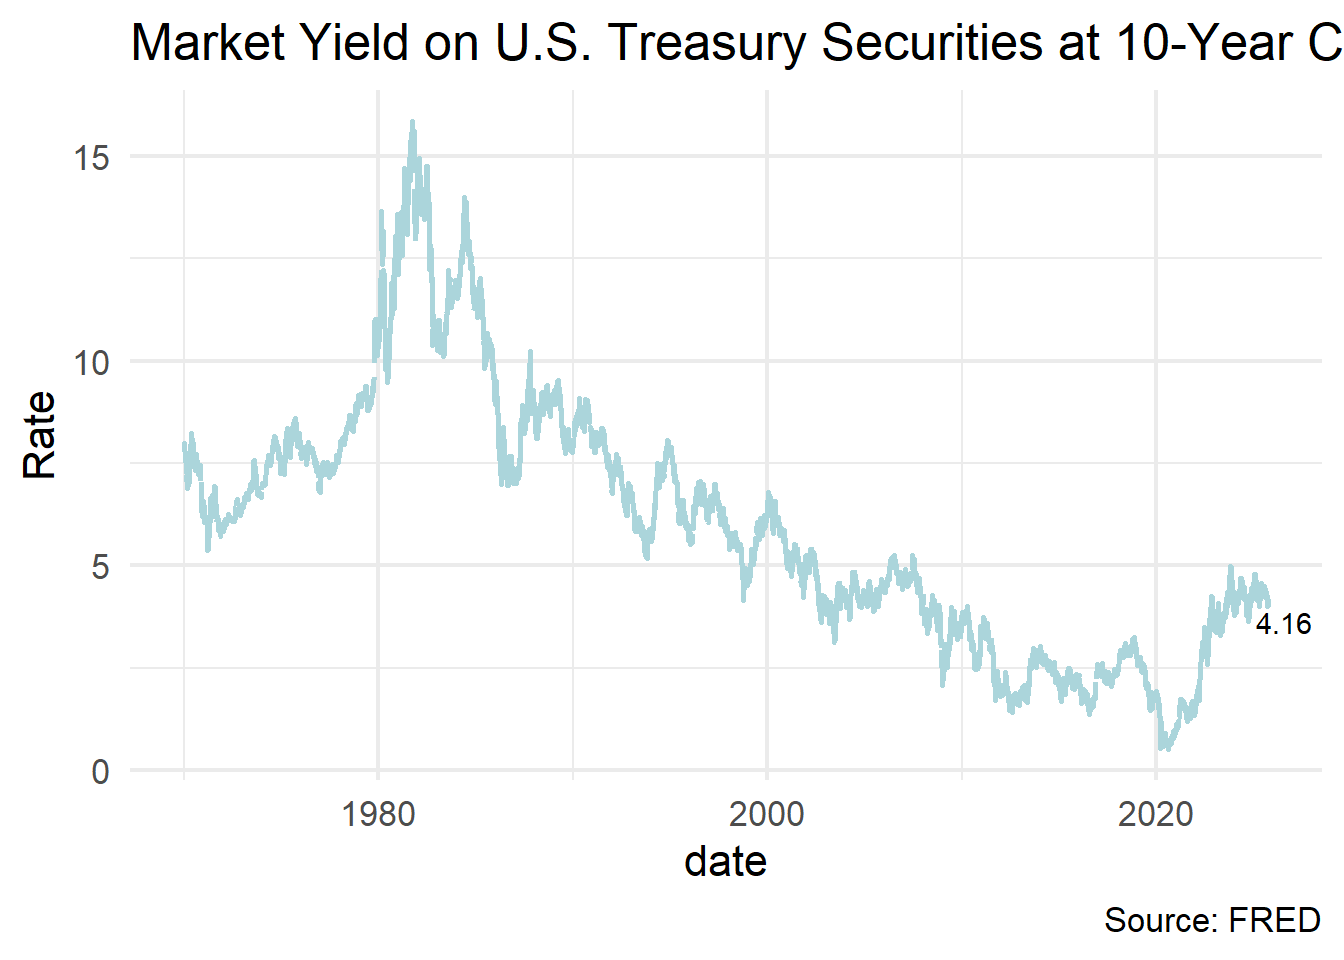 Market Yield on U.S. Treasury Securities at 10-Year C
15
10
5
0
Rate
4.16
1980 2000 2020
date
Source: FRED